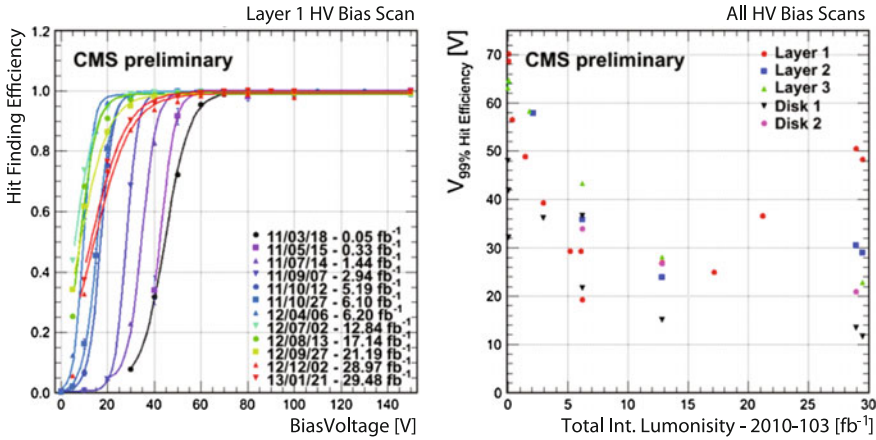 Layer 1 HV Bias Scan
Hit Finding Efficiency
1.2
1.0
0.8
0.6
0.4
0.2
0.0
CMS preliminary
11/03/18 - 0.05 fb⁻¹
11/05/15 - 0.33 fb⁻¹
11/07/14 - 1.44 fb⁻¹
11/09/07 - 2.94 fb⁻¹
11/10/12 - 5.19 fb⁻¹
11/10/27 - 6.10 fb⁻¹
12/04/06 - 6.20 fb⁻¹
12/07/02 - 12.84 fb⁻¹
12/08/13 - 17.14 fb⁻¹
12/09/27 - 21.19 fb⁻¹
12/12/02 - 28.97 fb⁻¹
13/01/21 - 29.48 fb⁻¹
0 20 40 60 80 100 120 140
BiasVoltage [V]
All HV Bias Scans
V99% Hit Efficiency [V]
70
60
50
40
30
20
10
0
CMS preliminary
Layer 1
Layer 2
Layer 3
Disk 1
Disk 2
0 5 10 15 20 25 30
Total Int. Lumonisity - 2010-103 [fb⁻¹]